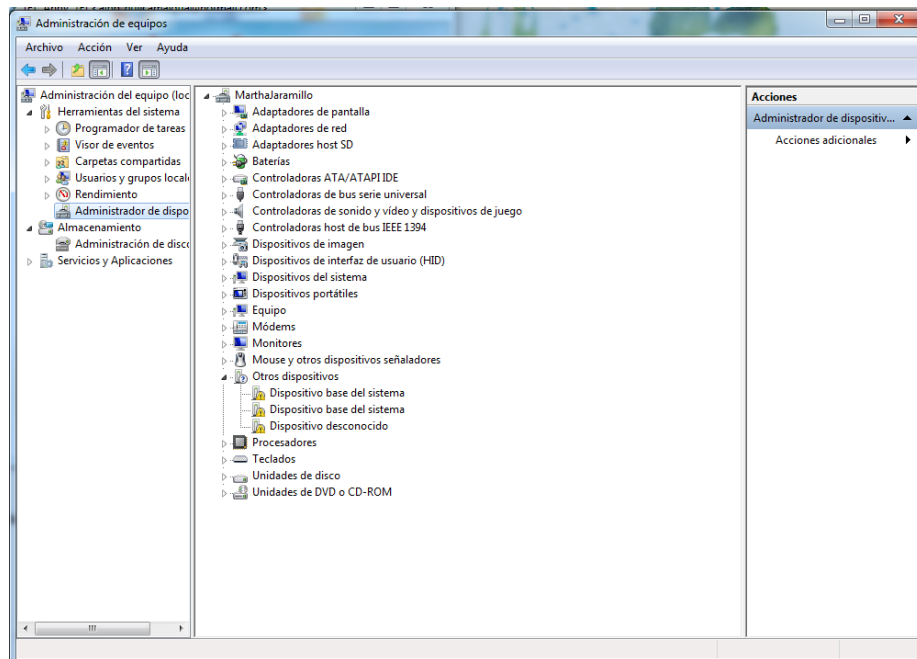 Administración de equipos
Archivo Acción Ver Ayuda
Administración del equipo (loc
Herramientas del sistema
Programador de tareas
Visor de eventos
Carpetas compartidas
Usuarios y grupos locale
Rendimiento
Administrador de dispo
Almacenamiento
Administración de disco
Servicios y Aplicaciones
MarthaJaramillo
Adaptadores de pantalla
Adaptadores de red
Adaptadores host SD
Baterías
Controladoras ATA/ATAPI IDE
Controladoras de bus serie universal
Controladoras de sonido y vídeo y dispositivos de juego
Controladoras host de bus IEEE 1394
Dispositivos de imagen
Dispositivos de interfaz de usuario (HID)
Dispositivos del sistema
Dispositivos portátiles
Equipo
Módems
Monitores
Mouse y otros dispositivos señaladores
Otros dispositivos
Dispositivo base del sistema
Dispositivo base del sistema
Dispositivo desconocido
Procesadores
Teclados
Unidades de disco
Unidades de DVD o CD-ROM
Acciones
Administrador de dispositiv...
Acciones adicionales